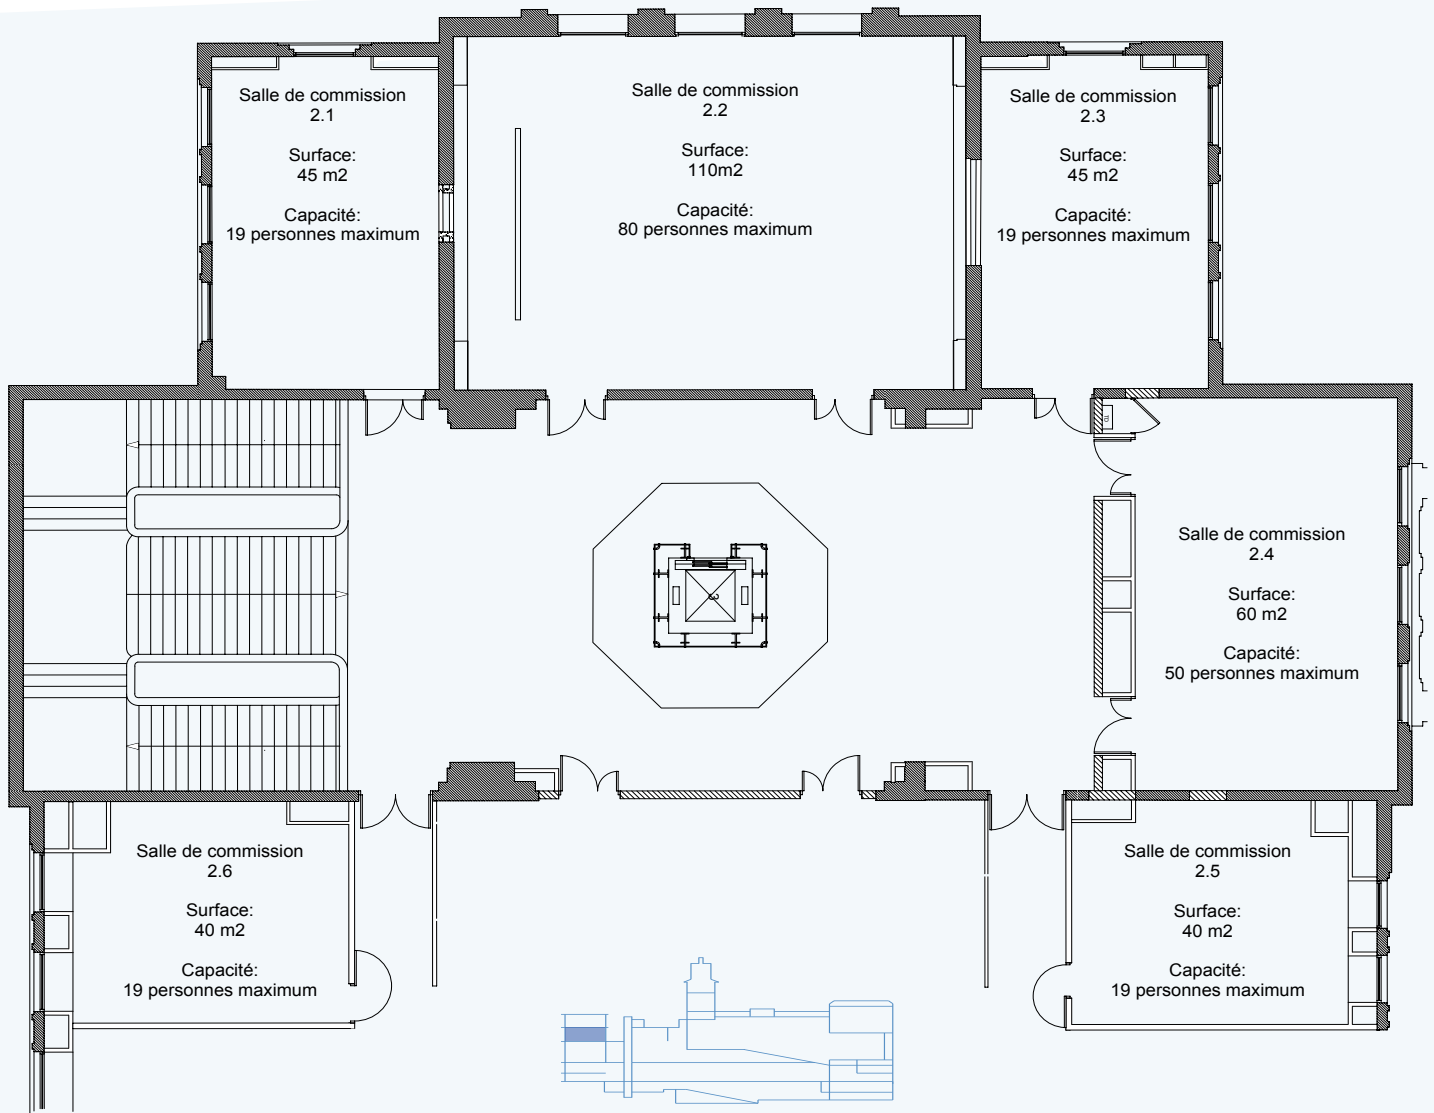 Salle de commission
2.1
Surface:
45 m2
Capacité:
19 personnes maximum
Salle de commission
2.2
Surface:
110m2
Capacité:
80 personnes maximum
Salle de commission
2.3
Surface:
45 m2
Capacité:
19 personnes maximum
Salle de commission
2.4
Surface:
60 m2
Capacité:
50 personnes maximum
Salle de commission
2.6
Surface:
40 m2
Capacité:
19 personnes maximum
Salle de commission
2.5
Surface:
40 m2
Capacité:
19 personnes maximum